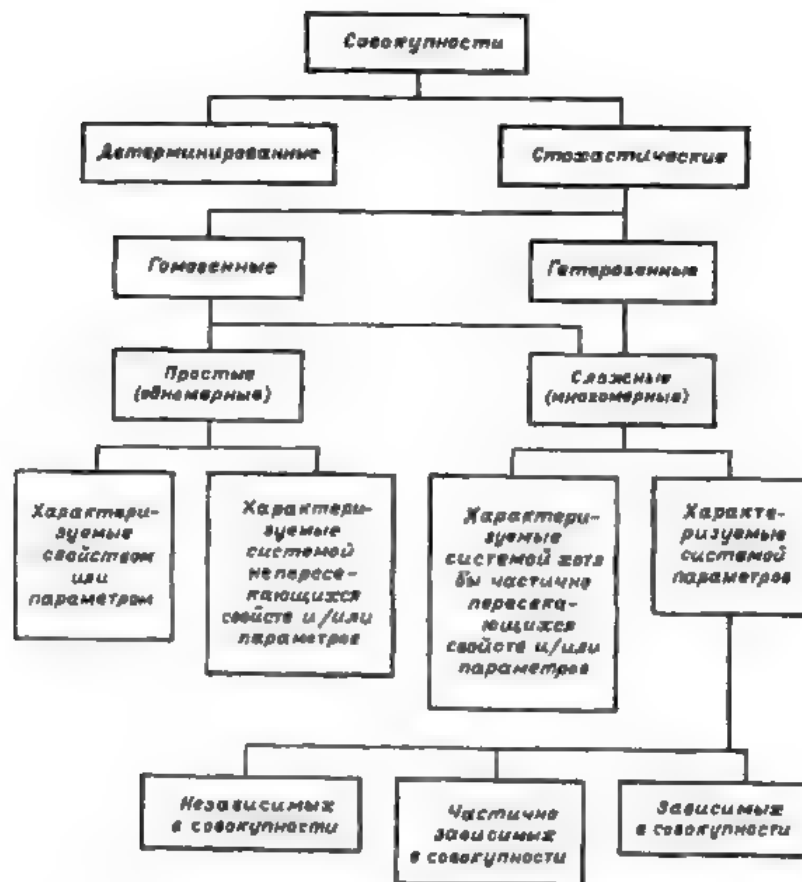 Совокупности
Детерминированные
Стохастические
Гомогенные
Гетерогенные
Простые
(одномерные)
Сложные
(многомерные)
Характери-
зуемые
свойством
или
параметром
Характери-
зуемые
системой
непересе-
кающихся
свойств и/или
параметров
Характери-
зуемые
системой хотя
бы частично
пересека-
ющихся
свойств и/или
параметров
Характе-
ризуемые
системой
параметров
Независимых
в совокупности
Частично
зависимых
в совокупности
Зависимых
в совокупности